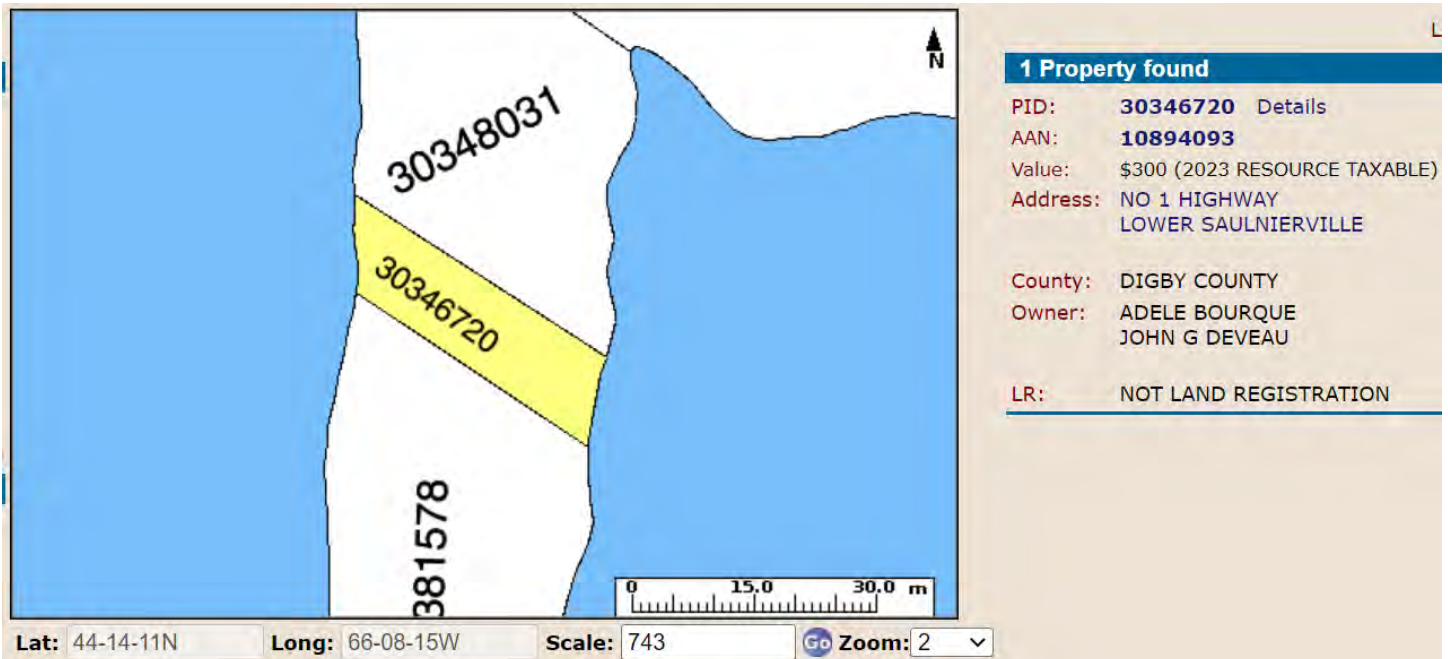 30348031
30346720
381578
N
0 15.0 30.0 m
Lat: 44-14-11N Long: 66-08-15W Scale: 743 Go Zoom: 2
L
1 Property found
PID: 30346720 Details
AAN: 10894093
Value: $300 (2023 RESOURCE TAXABLE)
Address: NO 1 HIGHWAY
LOWER SAULNIERVILLE
County: DIGBY COUNTY
Owner: ADELE BOURQUE
JOHN G DEVEAU
LR: NOT LAND REGISTRATION